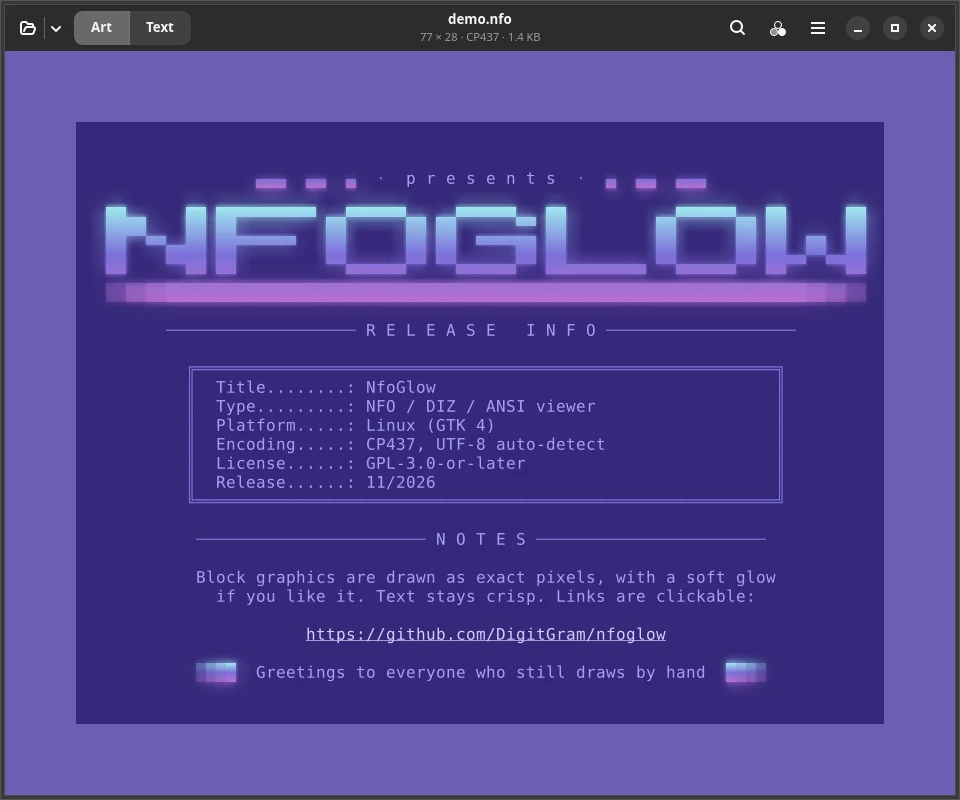 Art Text
demo.nfo
77 × 28 · CP437 · 1.4 KB
· presents ·
NFOGLOW
RELEASE INFO
Title........: NfoGlow
Type.........: NFO / DIZ / ANSI viewer
Platform.....: Linux (GTK 4)
Encoding.....: CP437, UTF-8 auto-detect
License......: GPL-3.0-or-later
Release......: 11/2026
NOTES
Block graphics are drawn as exact pixels, with a soft glow
if you like it. Text stays crisp. Links are clickable:
https://github.com/DigitGram/nfoglow
Greetings to everyone who still draws by hand